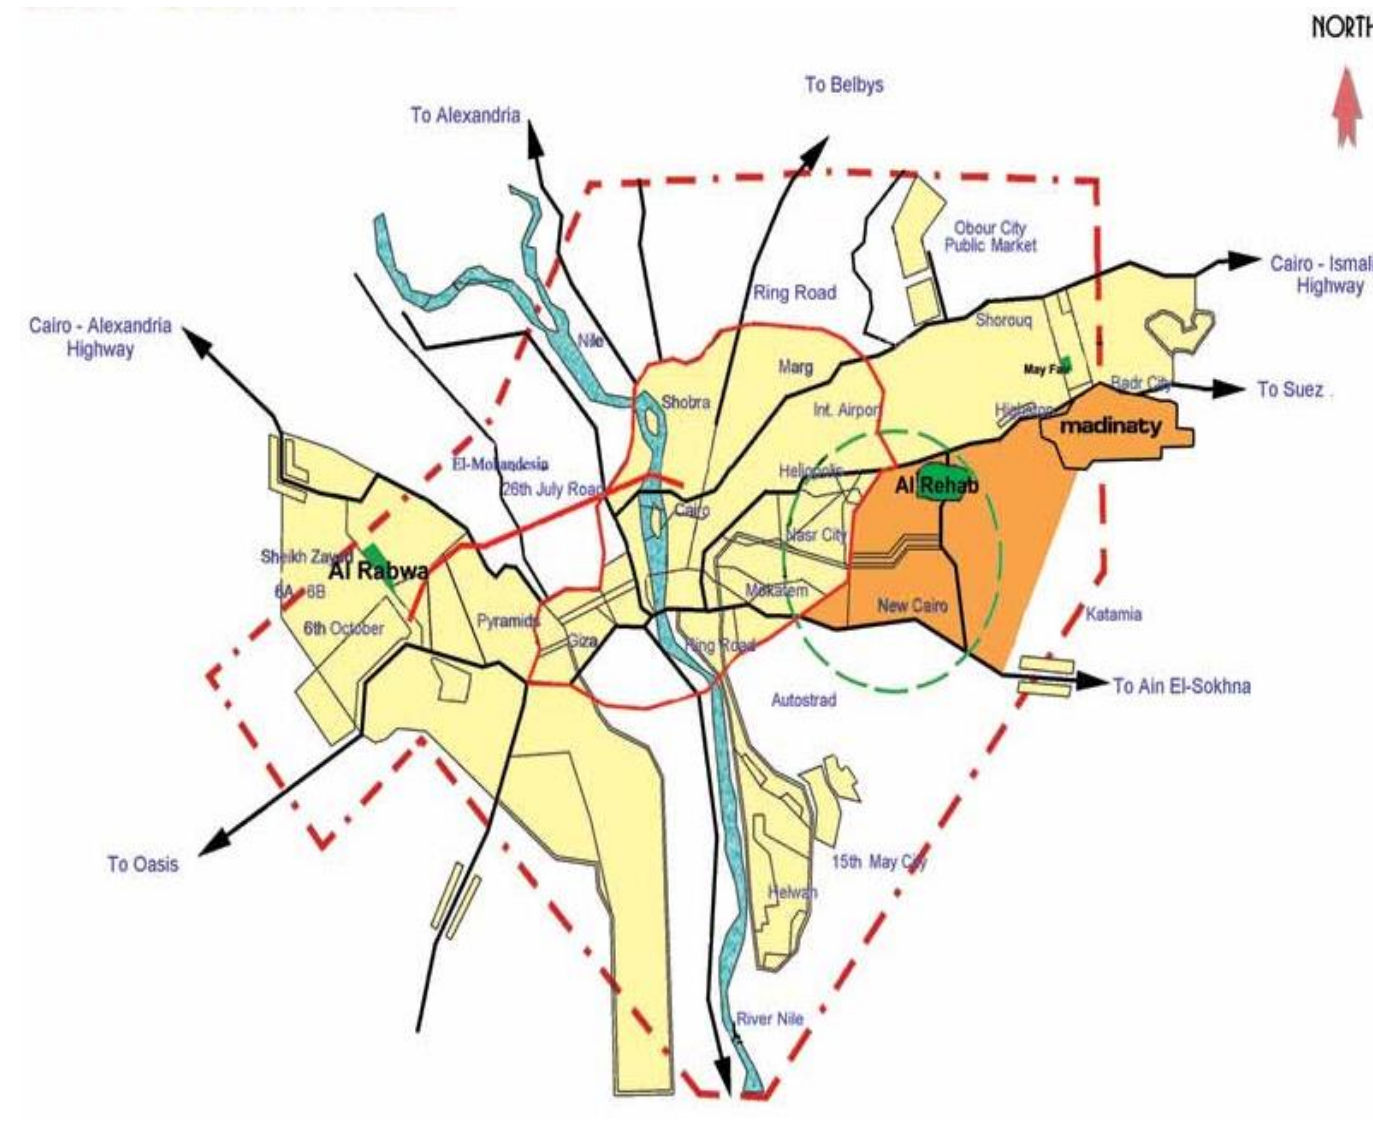 NORTH
To Belbys
To Alexandria
Obour City
Public Market
Cairo - Ismali
Highway
Ring Road
Shorouq
Cairo - Alexandria
Highway
Nile
Marg
May Fair
Badr City
To Suez .
Shobra
Int. Airport
madinaty
El-Mohandesin
Heliopolis
26th July Road
Al Rehab
Cairo
Nasr City
Sheikh Zayed
Al Rabwa
6A 6B
Mokatem
New Cairo
6th October
Pyramids
Katamia
Giza
Ring Road
To Ain El-Sokhna
Autostrad
To Oasis
15th May City
Helwan
River Nile